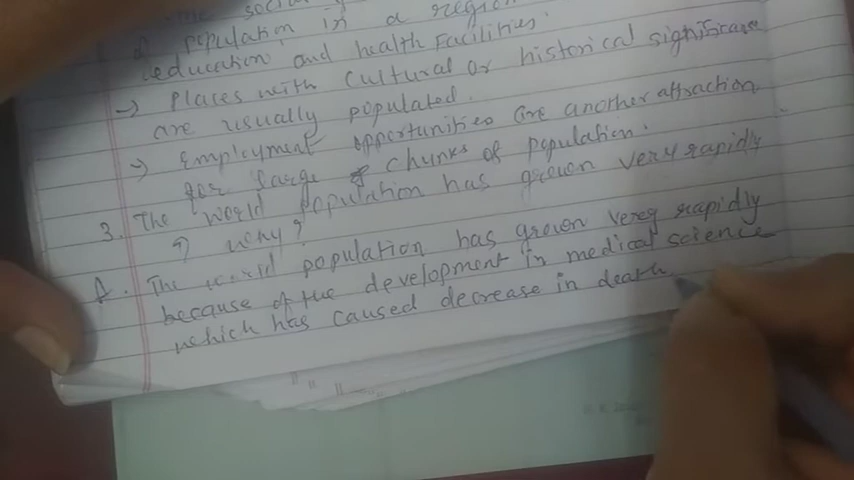 social
of population in a region
education and health facilities.
→ Places with cultural or historical significance
are usually populated.
→ Employment opportunities are another attraction
for large chunks of population.
3. The world population has grown very rapidly
why?
A. The world population has grown very rapidly
because of the development in medical science
which has caused decrease in death